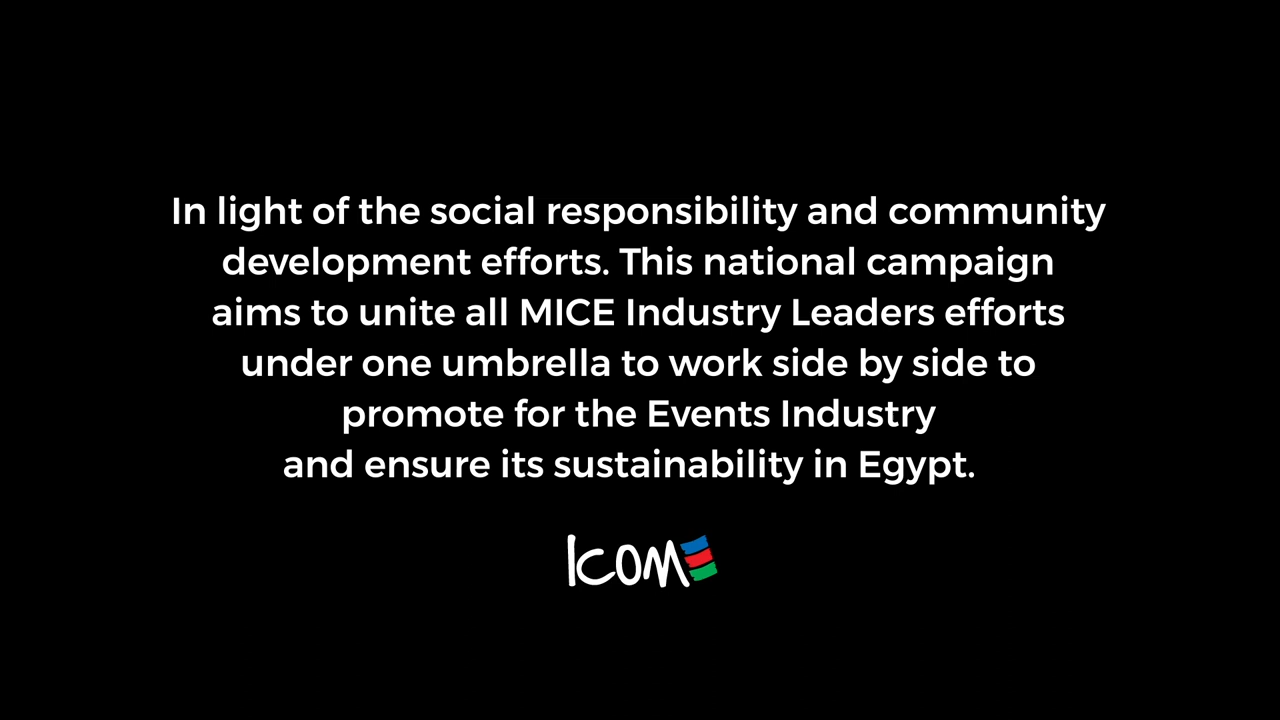 In light of the social responsibility and community
development efforts. This national campaign
aims to unite all MICE Industry Leaders efforts
under one umbrella to work side by side to
promote for the Events Industry
and ensure its sustainability in Egypt.
ICOME